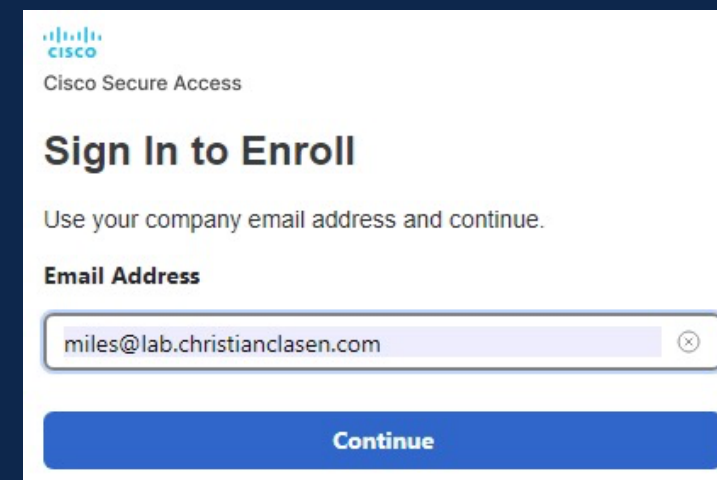 cisco
Cisco Secure Access
Sign In to Enroll
Use your company email address and continue.
Email Address
miles@lab.christianclasen.com
Continue